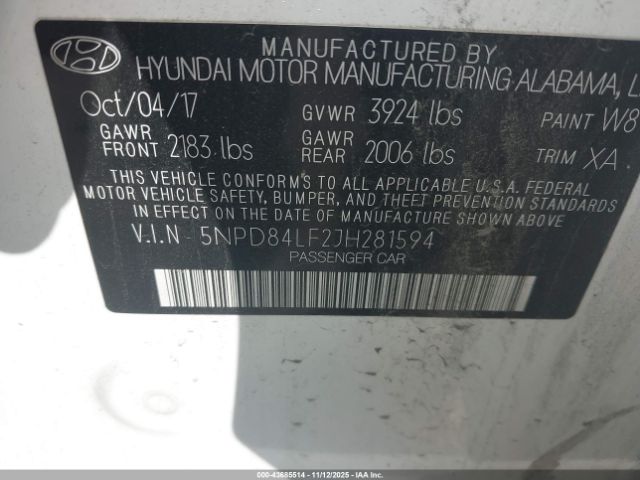 MANUFACTURED BY
HYUNDAI MOTOR MANUFACTURING ALABAMA, L
Oct/04/17 GVWR 3924 lbs PAINT W8
GAWR FRONT 2183 lbs GAWR REAR 2006 lbs TRIM XA
THIS VEHICLE CONFORMS TO ALL APPLICABLE U.S.A. FEDERAL
MOTOR VEHICLE SAFETY, BUMPER, AND THEFT PREVENTION STANDARDS
IN EFFECT ON THE DATE OF MANUFACTURE SHOWN ABOVE
V.I.N - 5NPD84LF2JH281594
PASSENGER CAR
000-43685514 - 11/12/2025 - IAAI.com